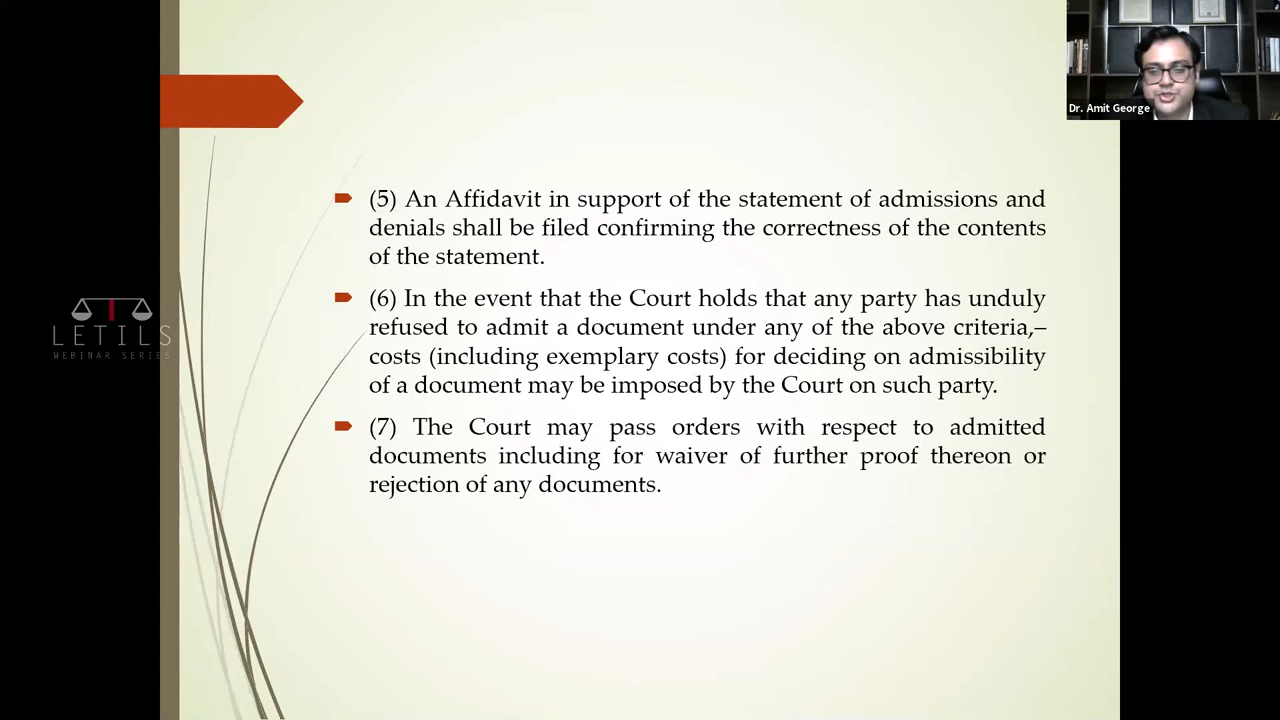 Dr. Amit George
(5) An Affidavit in support of the statement of admissions and
denials shall be filed confirming the correctness of the contents
of the statement.
(6) In the event that the Court holds that any party has unduly
refused to admit a document under any of the above criteria,–
costs (including exemplary costs) for deciding on admissibility
of a document may be imposed by the Court on such party.
(7) The Court may pass orders with respect to admitted
documents including for waiver of further proof thereon or
rejection of any documents.
LETILS
WEBINAR SERIES